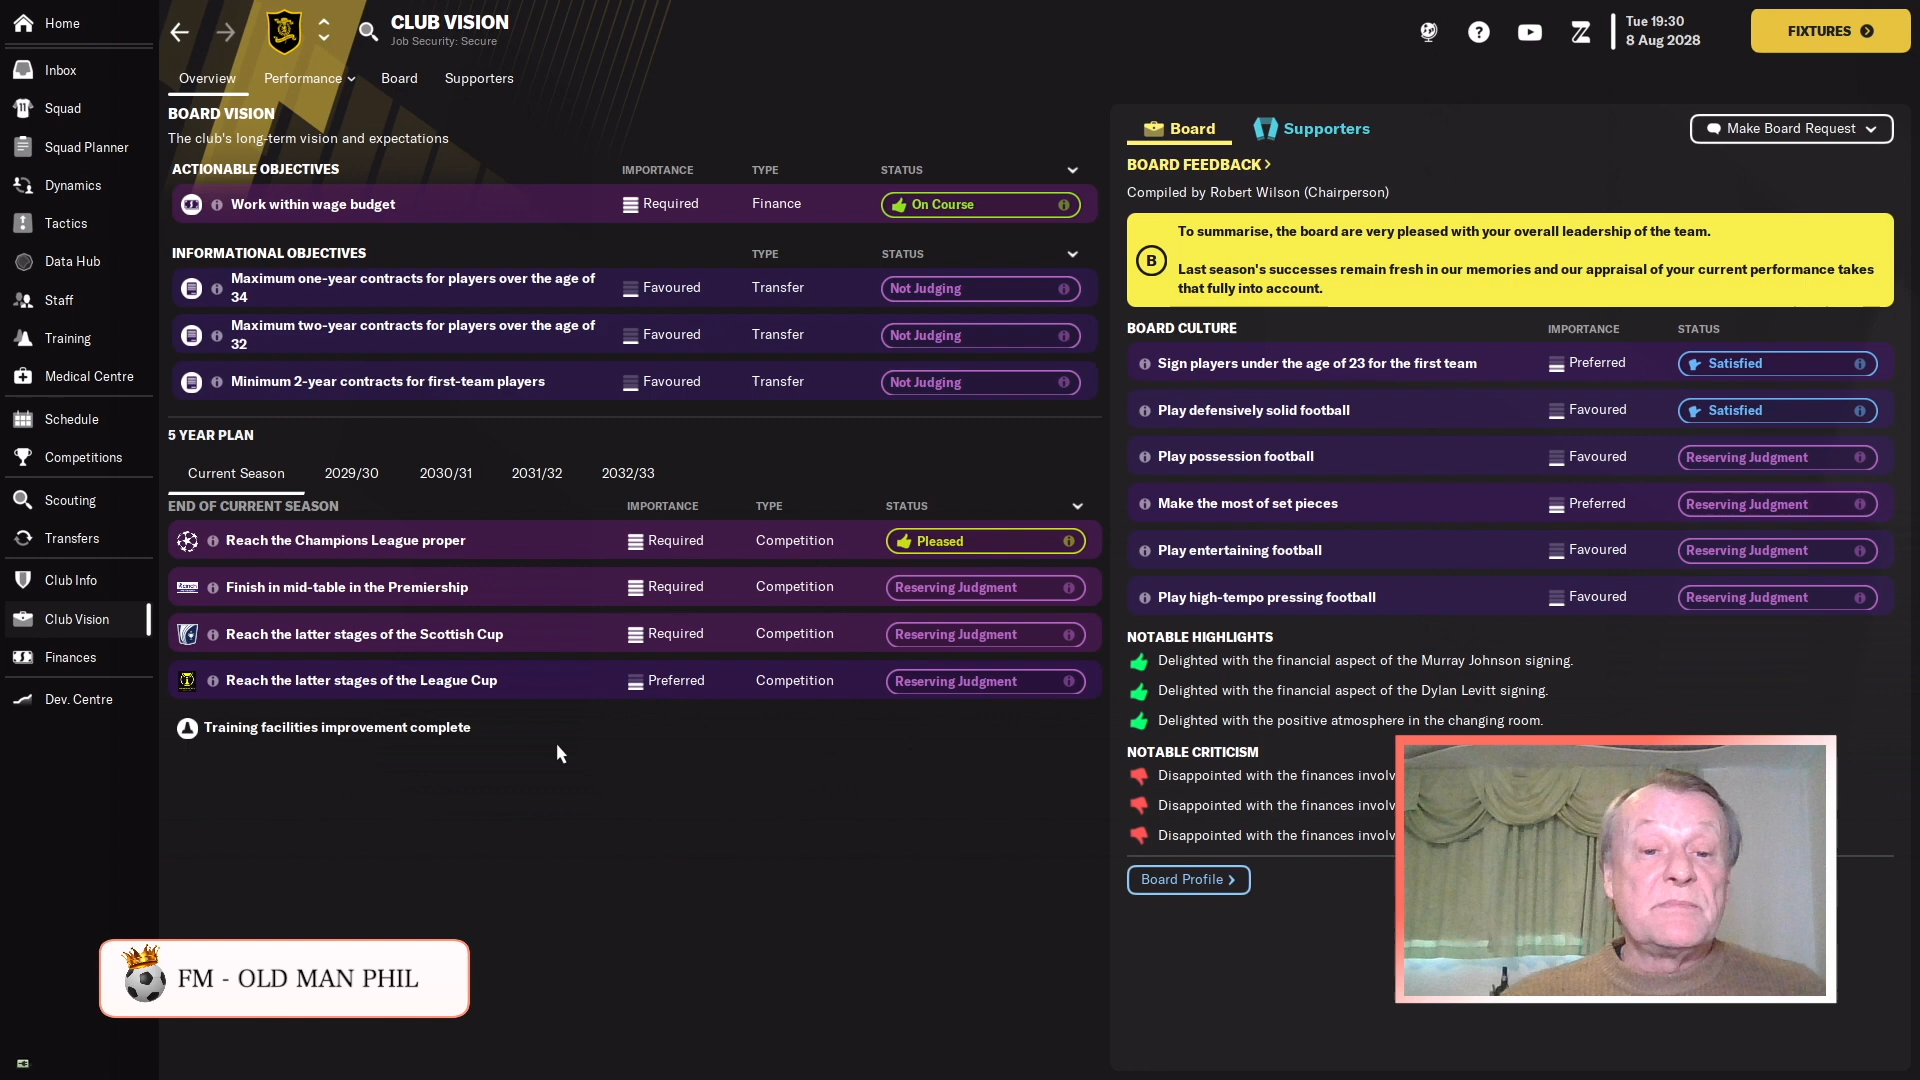 Home
Inbox
Squad
Squad Planner
Dynamics
Tactics
Data Hub
Staff
Training
Medical Centre
Schedule
Competitions
Scouting
Transfers
Club Info
Club Vision
Finances
Dev. Centre
CLUB VISION
Job Security: Secure
Tue 19:30
8 Aug 2028
FIXTURES
Overview
Performance
Board
Supporters
BOARD VISION
The club's long-term vision and expectations
ACTIONABLE OBJECTIVES IMPORTANCE TYPE STATUS
Work within wage budget Required Finance On Course
INFORMATIONAL OBJECTIVES TYPE STATUS
Maximum one-year contracts for players over the age of
34 Favoured Transfer Not Judging
Maximum two-year contracts for players over the age of
32 Favoured Transfer Not Judging
Minimum 2-year contracts for first-team players Favoured Transfer Not Judging
5 YEAR PLAN
Current Season 2029/30 2030/31 2031/32 2032/33
END OF CURRENT SEASON IMPORTANCE TYPE STATUS
Reach the Champions League proper Required Competition Pleased
Finish in mid-table in the Premiership Required Competition Reserving Judgment
Reach the latter stages of the Scottish Cup Required Competition Reserving Judgment
Reach the latter stages of the League Cup Preferred Competition Reserving Judgment
Training facilities improvement complete
Board Supporters Make Board Request
BOARD FEEDBACK
Compiled by Robert Wilson (Chairperson)
B
To summarise, the board are very pleased with your overall leadership of the team.
Last season's successes remain fresh in our memories and our appraisal of your current performance takes
that fully into account.
BOARD CULTURE IMPORTANCE STATUS
Sign players under the age of 23 for the first team Preferred Satisfied
Play defensively solid football Favoured Satisfied
Play possession football Favoured Reserving Judgment
Make the most of set pieces Preferred Reserving Judgment
Play entertaining football Favoured Reserving Judgment
Play high-tempo pressing football Favoured Reserving Judgment
NOTABLE HIGHLIGHTS
Delighted with the financial aspect of the Murray Johnson signing.
Delighted with the financial aspect of the Dylan Levitt signing.
Delighted with the positive atmosphere in the changing room.
NOTABLE CRITICISM
Disappointed with the finances involv
Disappointed with the finances involv
Disappointed with the finances involv
Board Profile
FM - OLD MAN PHIL